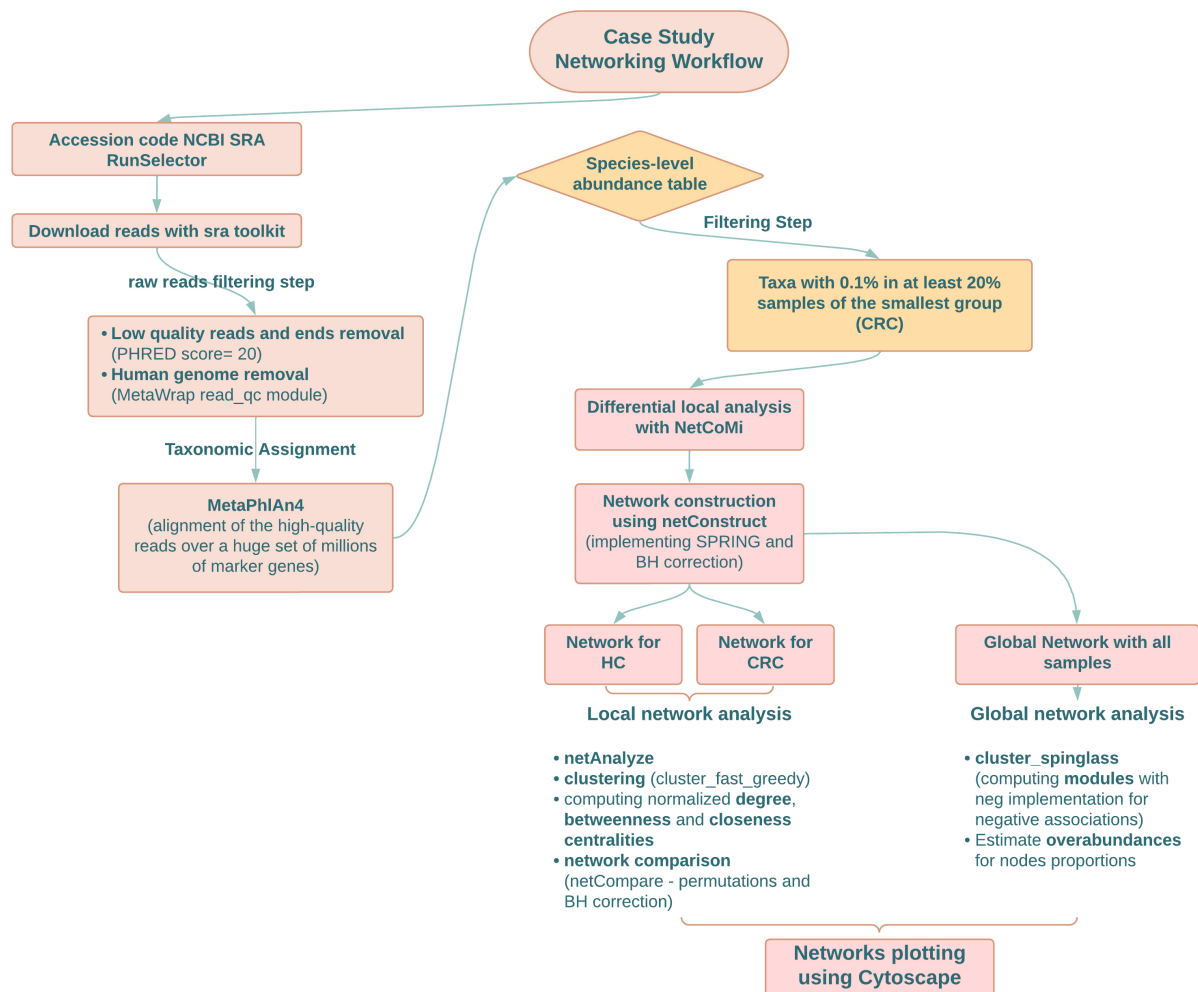 Case Study
Networking Workflow
Accession code NCBI SRA
RunSelector
Download reads with sra toolkit
raw reads filtering step
• Low quality reads and ends removal
(PHRED score= 20)
• Human genome removal
(MetaWrap read_qc module)
Taxonomic Assignment
MetaPhlAn4
(alignment of the high-quality
reads over a huge set of millions
of marker genes)
Species-level
abundance table
Filtering Step
Taxa with 0.1% in at least 20%
samples of the smallest group
(CRC)
Differential local analysis
with NetCoMi
Network construction
using netConstruct
(implementing SPRING and
BH correction)
Network for
HC
Network for
CRC
Global Network with all
samples
Local network analysis
• netAnalyze
• clustering (cluster_fast_greedy)
• computing normalized degree,
betweenness and closeness
centralities
• network comparison
(netCompare - permutations and
BH correction)
Global network analysis
• cluster_spinglass
(computing modules with
neg implementation for
negative associations)
• Estimate overabundances
for nodes proportions
Networks plotting
using Cytoscape